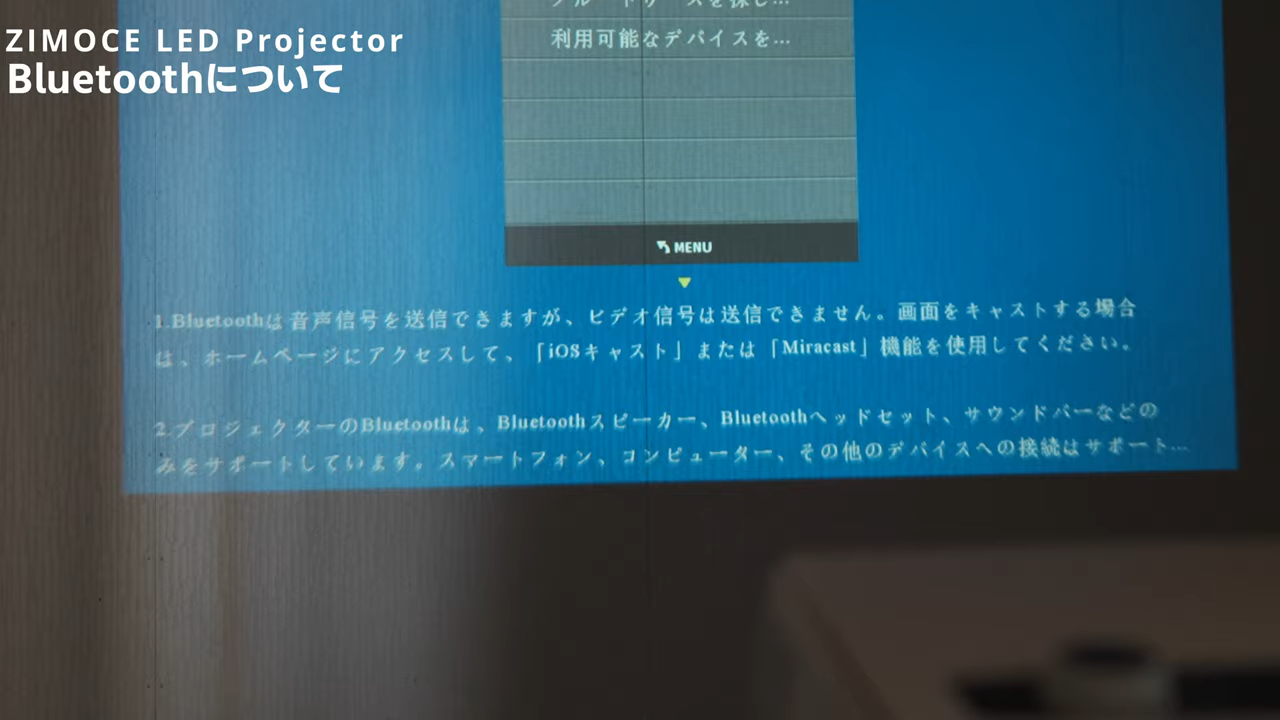 ZIMOCE LED Projector
Bluetoothについて
ブルートゥースを探し...
利用可能なデバイスを...
MENU
1.Bluetoothは音声信号を送信できますが、ビデオ信号は送信できません。画面をキャストする場合
は、ホームページにアクセスして、「iOSキャスト」または「Miracast」機能を使用してください。
2.プロジェクターのBluetoothは、Bluetoothスピーカー、Bluetoothヘッドセット、サウンドバーなどの
みをサポートしています。スマートフォン、コンピューター、その他のデバイスへの接続はサポート...